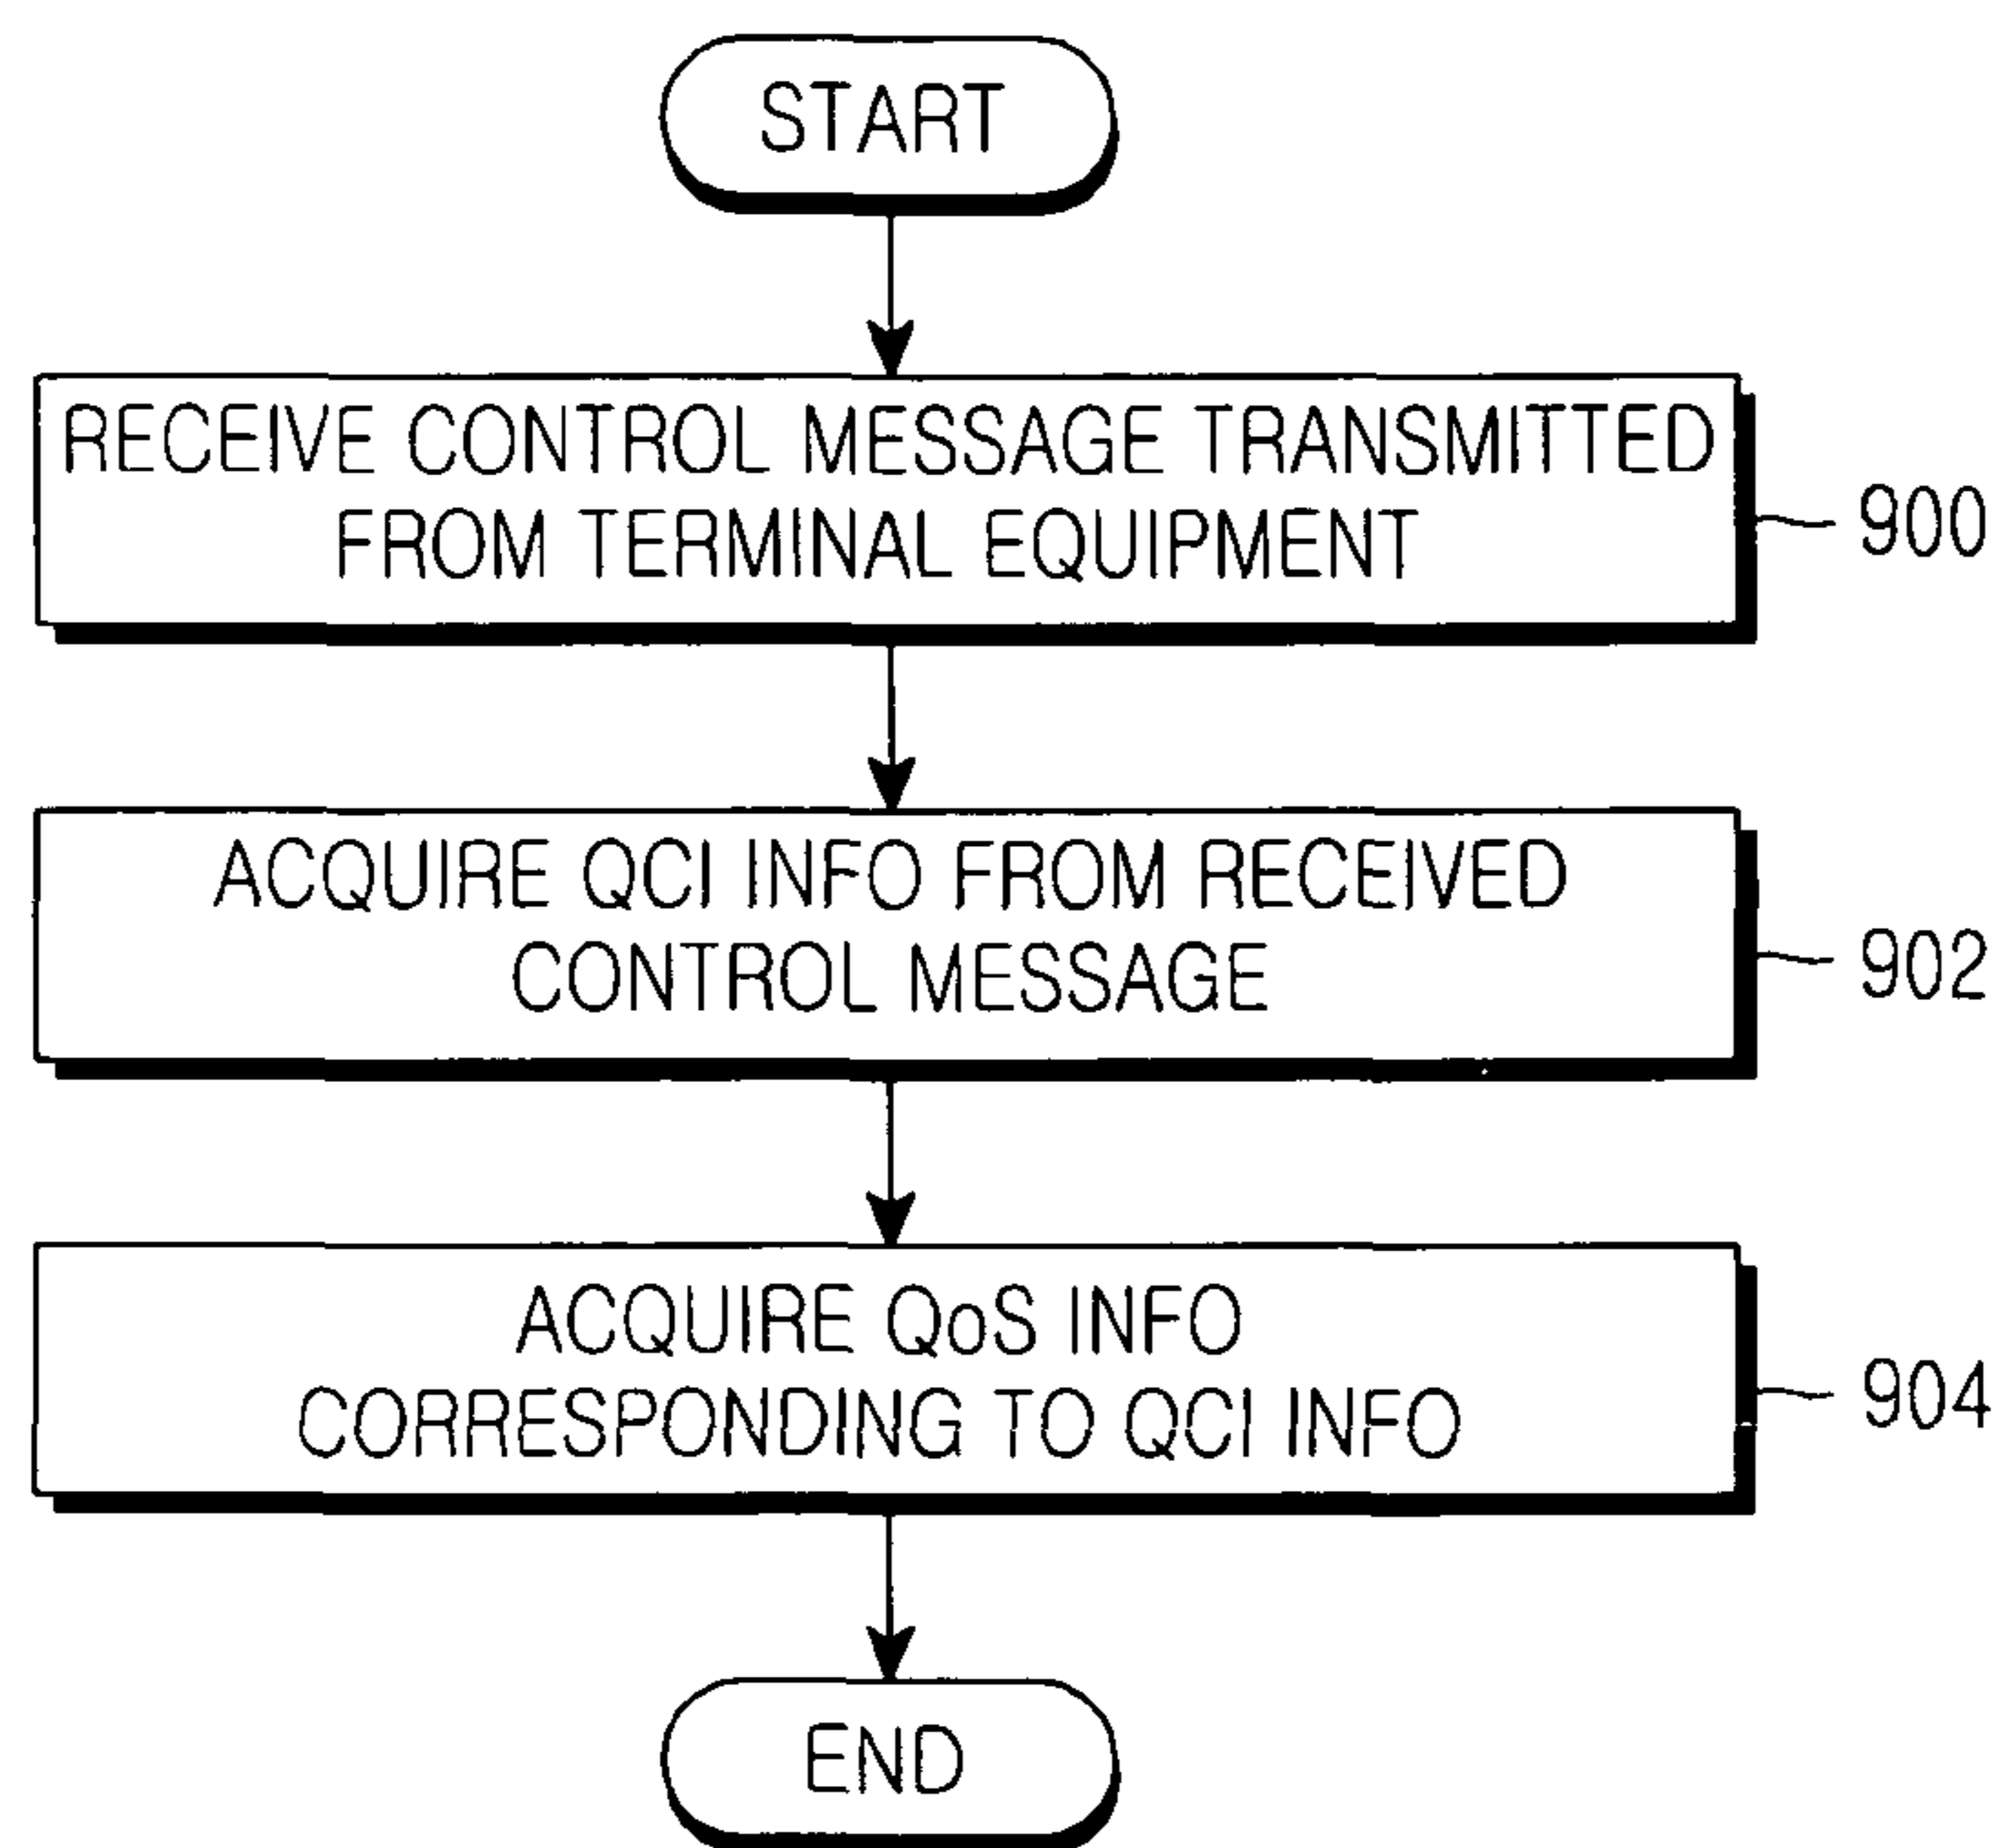 START
RECEIVE CONTROL MESSAGE TRANSMITTED
FROM TERMINAL EQUIPMENT
900
ACQUIRE QCI INFO FROM RECEIVED
CONTROL MESSAGE
902
ACQUIRE QoS INFO
CORRESPONDING TO QCI INFO
904
END